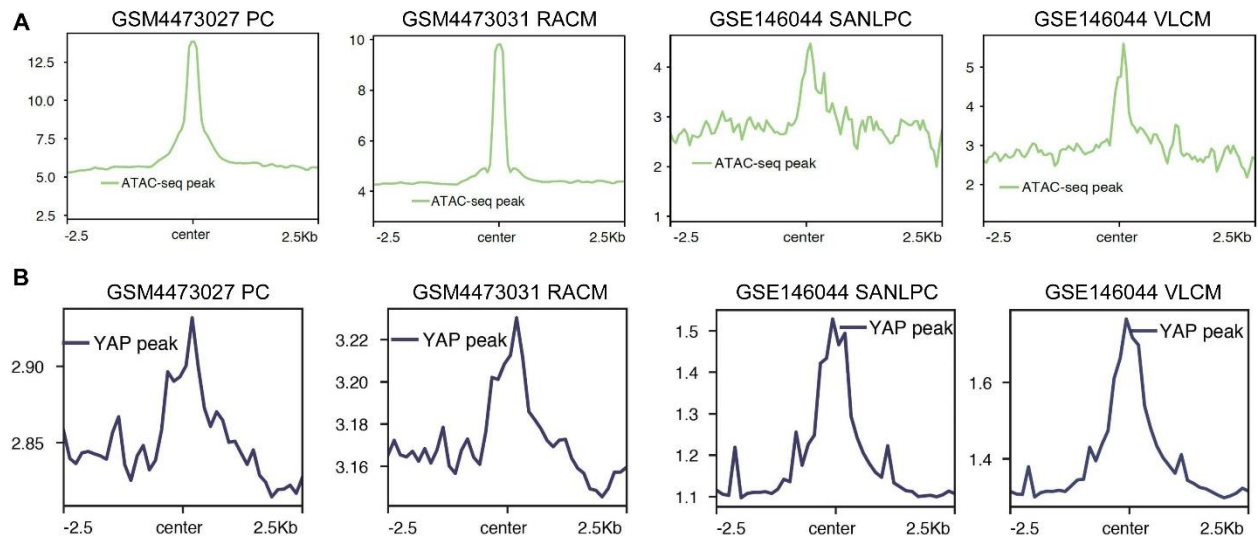 A
GSM4473027 PC
GSM4473031 RACM
GSE146044 SANLPC
GSE146044 VLCM
12.5
10.0
7.5
5.0
2.5
ATAC-seq peak
-2.5 center 2.5Kb
10
8
6
4
ATAC-seq peak
-2.5 center 2.5Kb
4
3
2
1
ATAC-seq peak
-2.5 center 2.5Kb
5
4
3
2
ATAC-seq peak
-2.5 center 2.5Kb
B
GSM4473027 PC
GSM4473031 RACM
GSE146044 SANLPC
GSE146044 VLCM
YAP peak
2.90
2.85
-2.5 center 2.5Kb
YAP peak
3.22
3.20
3.18
3.16
-2.5 center 2.5Kb
YAP peak
1.5
1.4
1.3
1.2
1.1
-2.5 center 2.5Kb
YAP peak
1.6
1.4
-2.5 center 2.5Kb